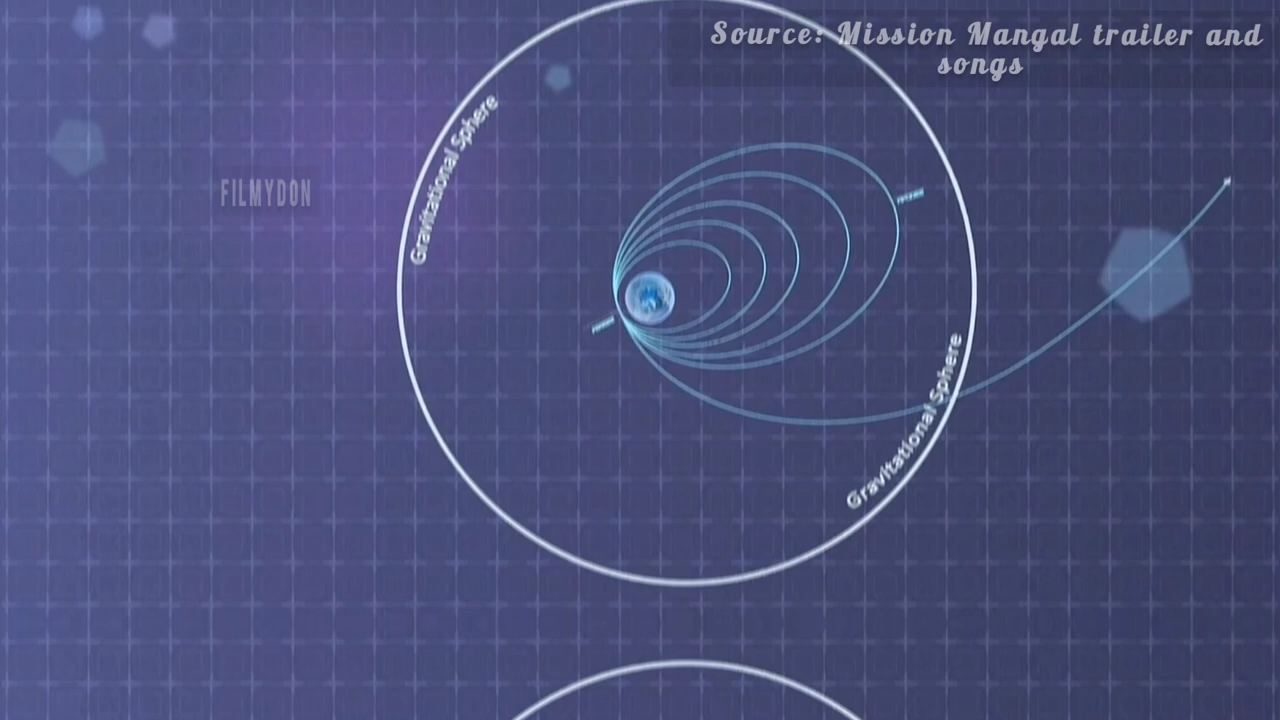 Source: Mission Mangal trailer and
songs
Gravitational Sphere
FILMYDON
Gravitational Sphere